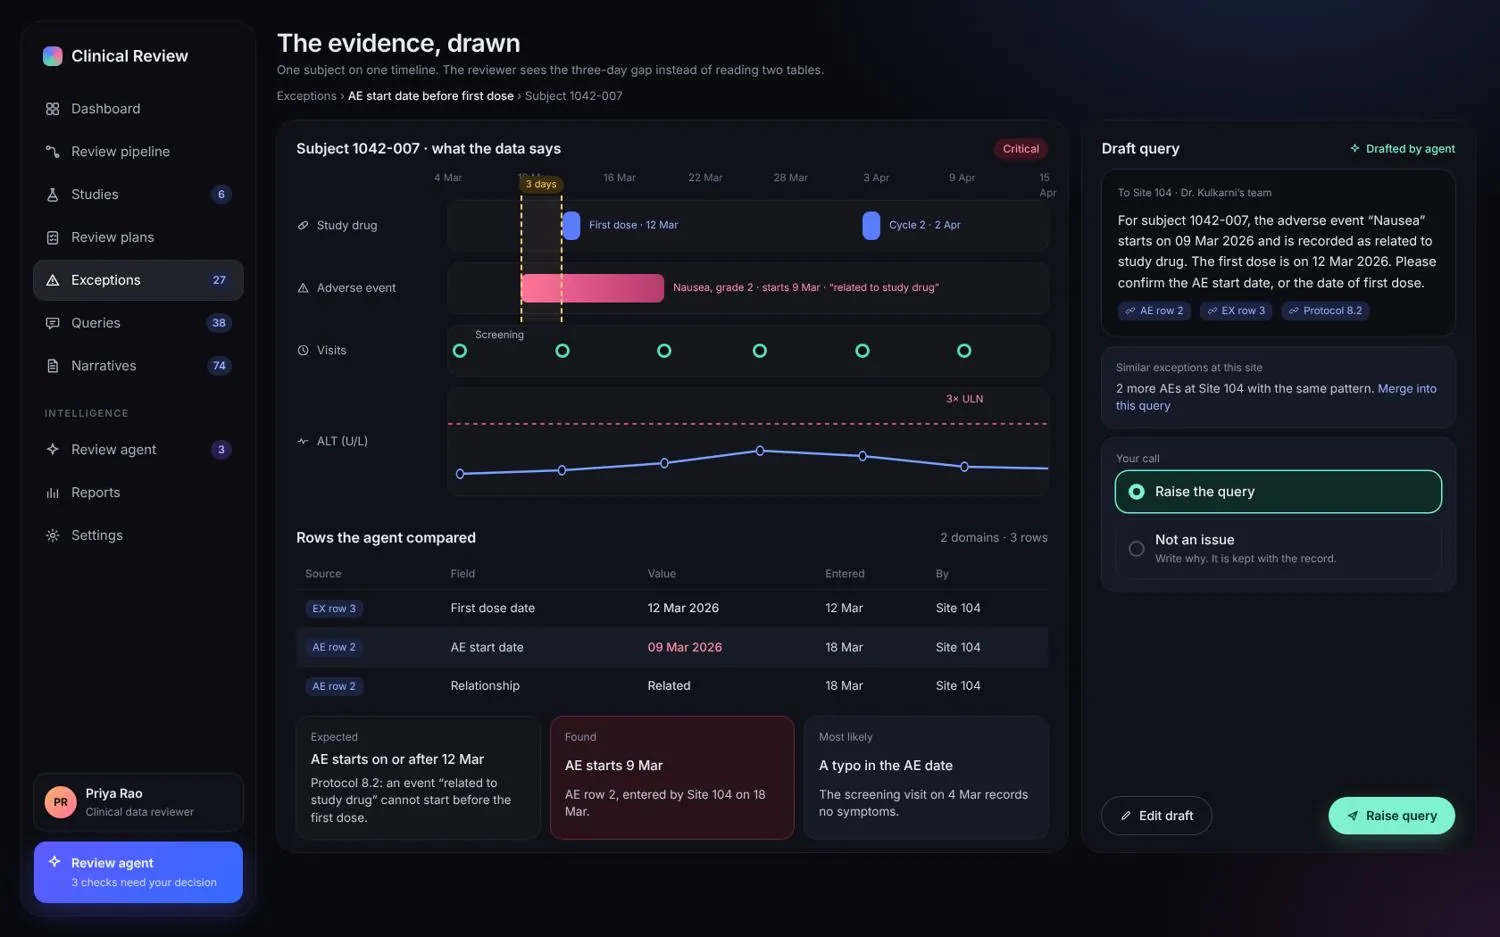 Clinical Review
Dashboard
Review pipeline
Studies 6
Review plans
Exceptions 27
Queries 38
Narratives 74
INTELLIGENCE
Review agent 3
Reports
Settings
PR
Priya Rao
Clinical data reviewer
Review agent
3 checks need your decision
The evidence, drawn
One subject on one timeline. The reviewer sees the three-day gap instead of reading two tables.
Exceptions › AE start date before first dose › Subject 1042-007
Subject 1042-007 · what the data says
Critical
4 Mar 16 Mar 22 Mar 28 Mar 3 Apr 9 Apr 15 Apr
3 days
Study drug
First dose · 12 Mar
Cycle 2 · 2 Apr
Adverse event
Nausea, grade 2 · starts 9 Mar · “related to study drug”
Visits
Screening
ALT (U/L)
3× ULN
Rows the agent compared
2 domains · 3 rows
Source Field Value Entered By
EX row 3 First dose date 12 Mar 2026 12 Mar Site 104
AE row 2 AE start date 09 Mar 2026 18 Mar Site 104
AE row 2 Relationship Related 18 Mar Site 104
Expected
AE starts on or after 12 Mar
Protocol 8.2: an event “related to
study drug” cannot start before the
first dose.
Found
AE starts 9 Mar
AE row 2, entered by Site 104 on 18
Mar.
Most likely
A typo in the AE date
The screening visit on 4 Mar records
no symptoms.
Draft query
Drafted by agent
To Site 104 · Dr. Kulkarni’s team
For subject 1042-007, the adverse event “Nausea”
starts on 09 Mar 2026 and is recorded as related to
study drug. The first dose is on 12 Mar 2026. Please
confirm the AE start date, or the date of first dose.
AE row 2 EX row 3 Protocol 8.2
Similar exceptions at this site
2 more AEs at Site 104 with the same pattern. Merge into
this query
Your call
Raise the query
Not an issue
Write why. It is kept with the record.
Edit draft
Raise query